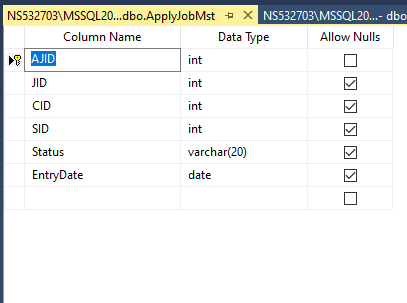 NS532703\MSSQL20...dbo.ApplyJobMst NS532703\MSSQL20...- dbo
Column Name Data Type Allow Nulls
AJID int
JID int
CID int
SID int
Status varchar(20)
EntryDate date